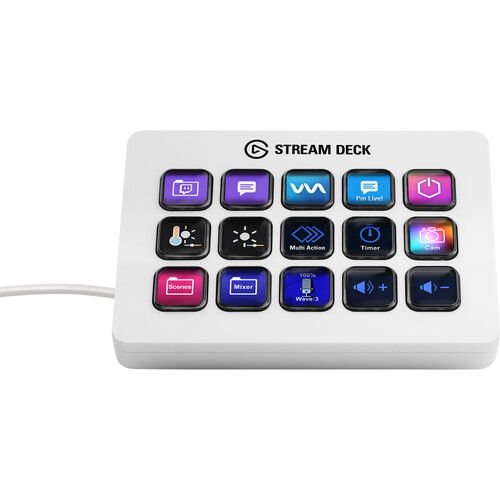 STREAM DECK
I'm Live!
Multi Action
Timer
Cam
Scenes
Mixer
100%
Wave:3